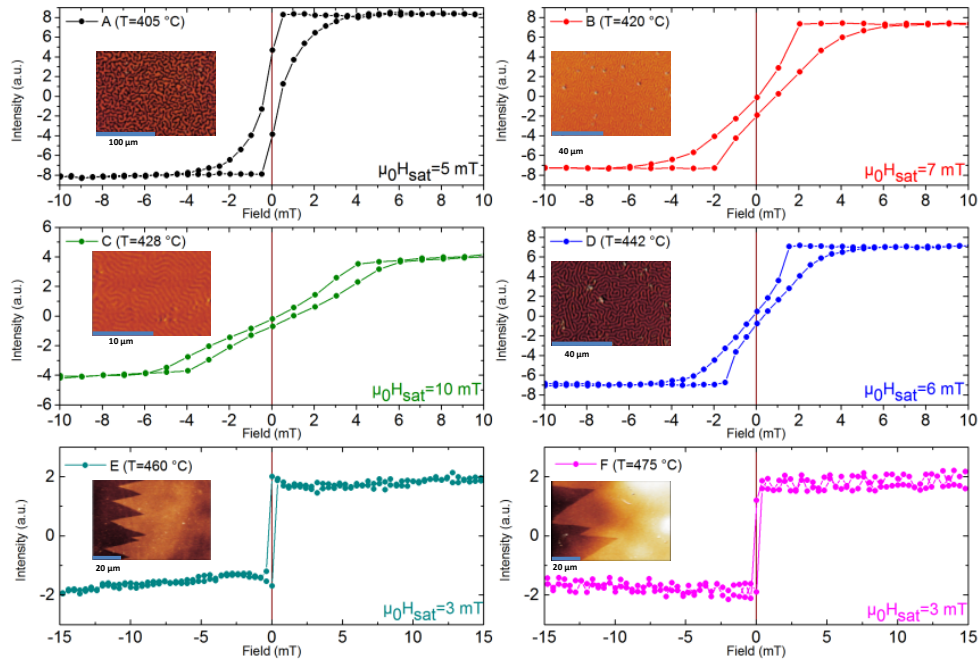 A (T=405 °C)
8
6
4
2
0
-2
-4
-6
-8
Intensity (a.u.)
100 µm
µ0Hsat=5 mT
-10 -8 -6 -4 -2 0 2 4 6 8 10
Field (mT)
B (T=420 °C)
8
6
4
2
0
-2
-4
-6
-8
Intensity (a.u.)
40 µm
µ0Hsat=7 mT
-10 -8 -6 -4 -2 0 2 4 6 8 10
Field (mT)
C (T=428 °C)
6
4
2
0
-2
-4
-6
Intensity (a.u.)
10 µm
µ0Hsat=10 mT
-10 -8 -6 -4 -2 0 2 4 6 8 10
Field (mT)
D (T=442 °C)
8
6
4
2
0
-2
-4
-6
-8
Intensity (a.u.)
40 µm
µ0Hsat=6 mT
-10 -8 -6 -4 -2 0 2 4 6 8 10
Field (mT)
E (T=460 °C)
2
0
-2
Intensity (a.u.)
20 µm
µ0Hsat=3 mT
-15 -10 -5 0 5 10 15
Field (mT)
F (T=475 °C)
2
0
-2
Intensity (a.u.)
20 µm
µ0Hsat=3 mT
-15 -10 -5 0 5 10 15
Field (mT)